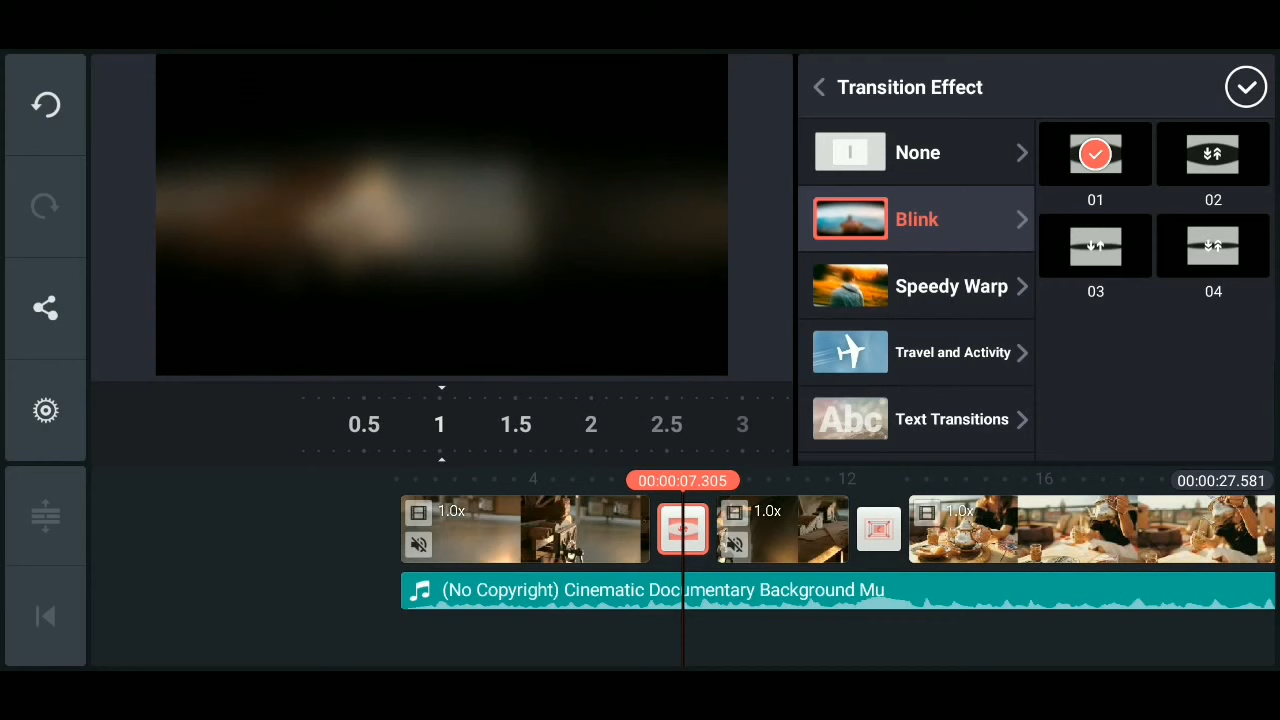 Transition Effect
None
Blink
Speedy Warp
Travel and Activity
Abc
Text Transitions
01
02
03
04
0.5
1
1.5
2
2.5
3
4
00:00:07.305
12
16
00:00:27.581
1.0x
1.0x
1.0x
(No Copyright) Cinematic Documentary Background Mu